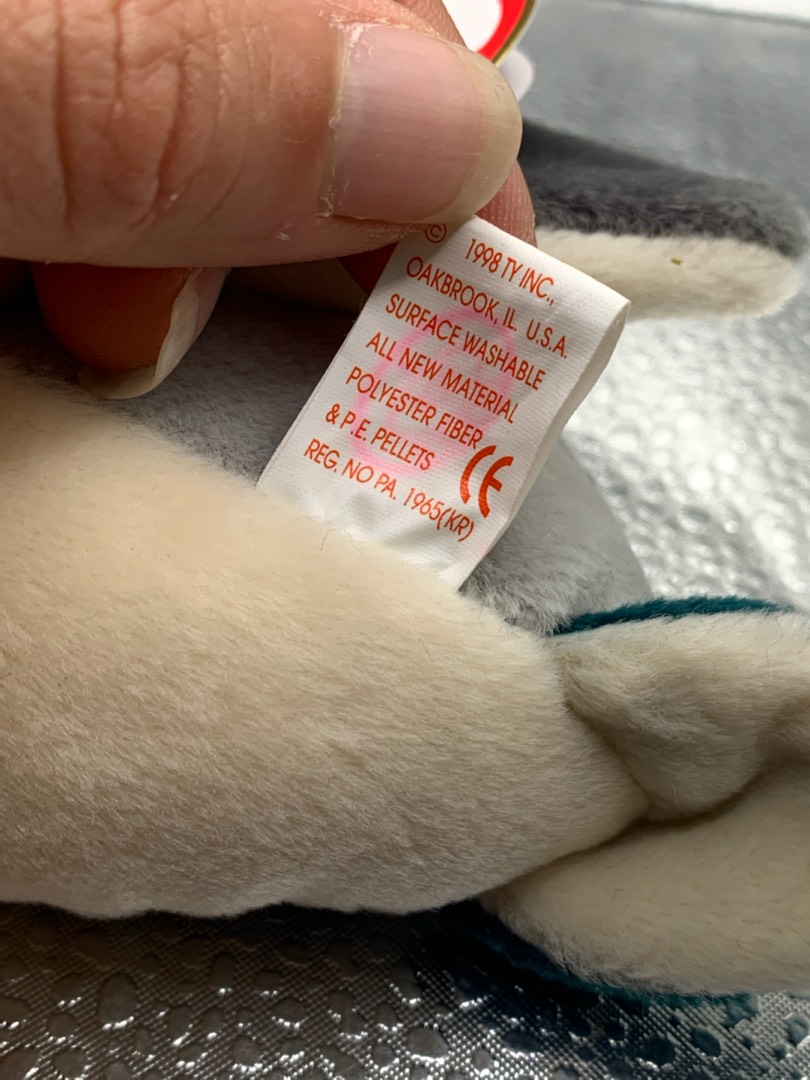 © 1998 TY INC.,
OAKBROOK, IL U.S.A.
SURFACE WASHABLE
ALL NEW MATERIAL
POLYESTER FIBER
& P.E. PELLETS CE
REG. NO PA. 1965(KR)